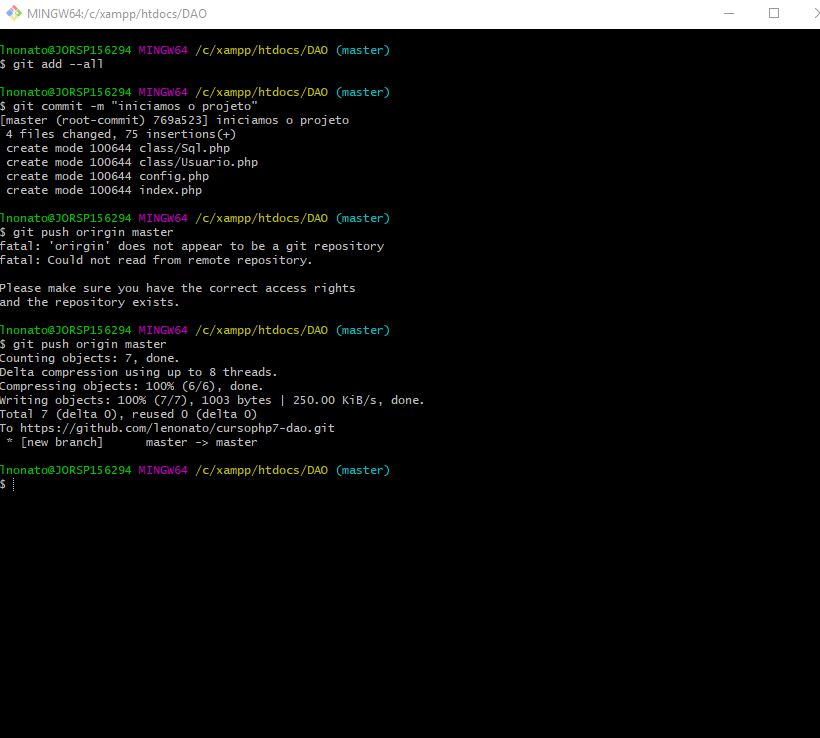 MINGW64:/c/xampp/htdocs/DAO
lnonato@JORSP156294 MINGW64 /c/xampp/htdocs/DAO (master)
$ git add --all
lnonato@JORSP156294 MINGW64 /c/xampp/htdocs/DAO (master)
$ git commit -m "iniciamos o projeto"
[master (root-commit) 769a523] iniciamos o projeto
 4 files changed, 75 insertions(+)
 create mode 100644 class/Sql.php
 create mode 100644 class/Usuario.php
 create mode 100644 config.php
 create mode 100644 index.php
lnonato@JORSP156294 MINGW64 /c/xampp/htdocs/DAO (master)
$ git push orirgin master
fatal: 'orirgin' does not appear to be a git repository
fatal: Could not read from remote repository.
Please make sure you have the correct access rights
and the repository exists.
lnonato@JORSP156294 MINGW64 /c/xampp/htdocs/DAO (master)
$ git push origin master
Counting objects: 7, done.
Delta compression using up to 8 threads.
Compressing objects: 100% (6/6), done.
Writing objects: 100% (7/7), 1003 bytes | 250.00 KiB/s, done.
Total 7 (delta 0), reused 0 (delta 0)
To https://github.com/lenonato/cursophp7-dao.git
 * [new branch]      master -> master
lnonato@JORSP156294 MINGW64 /c/xampp/htdocs/DAO (master)
$